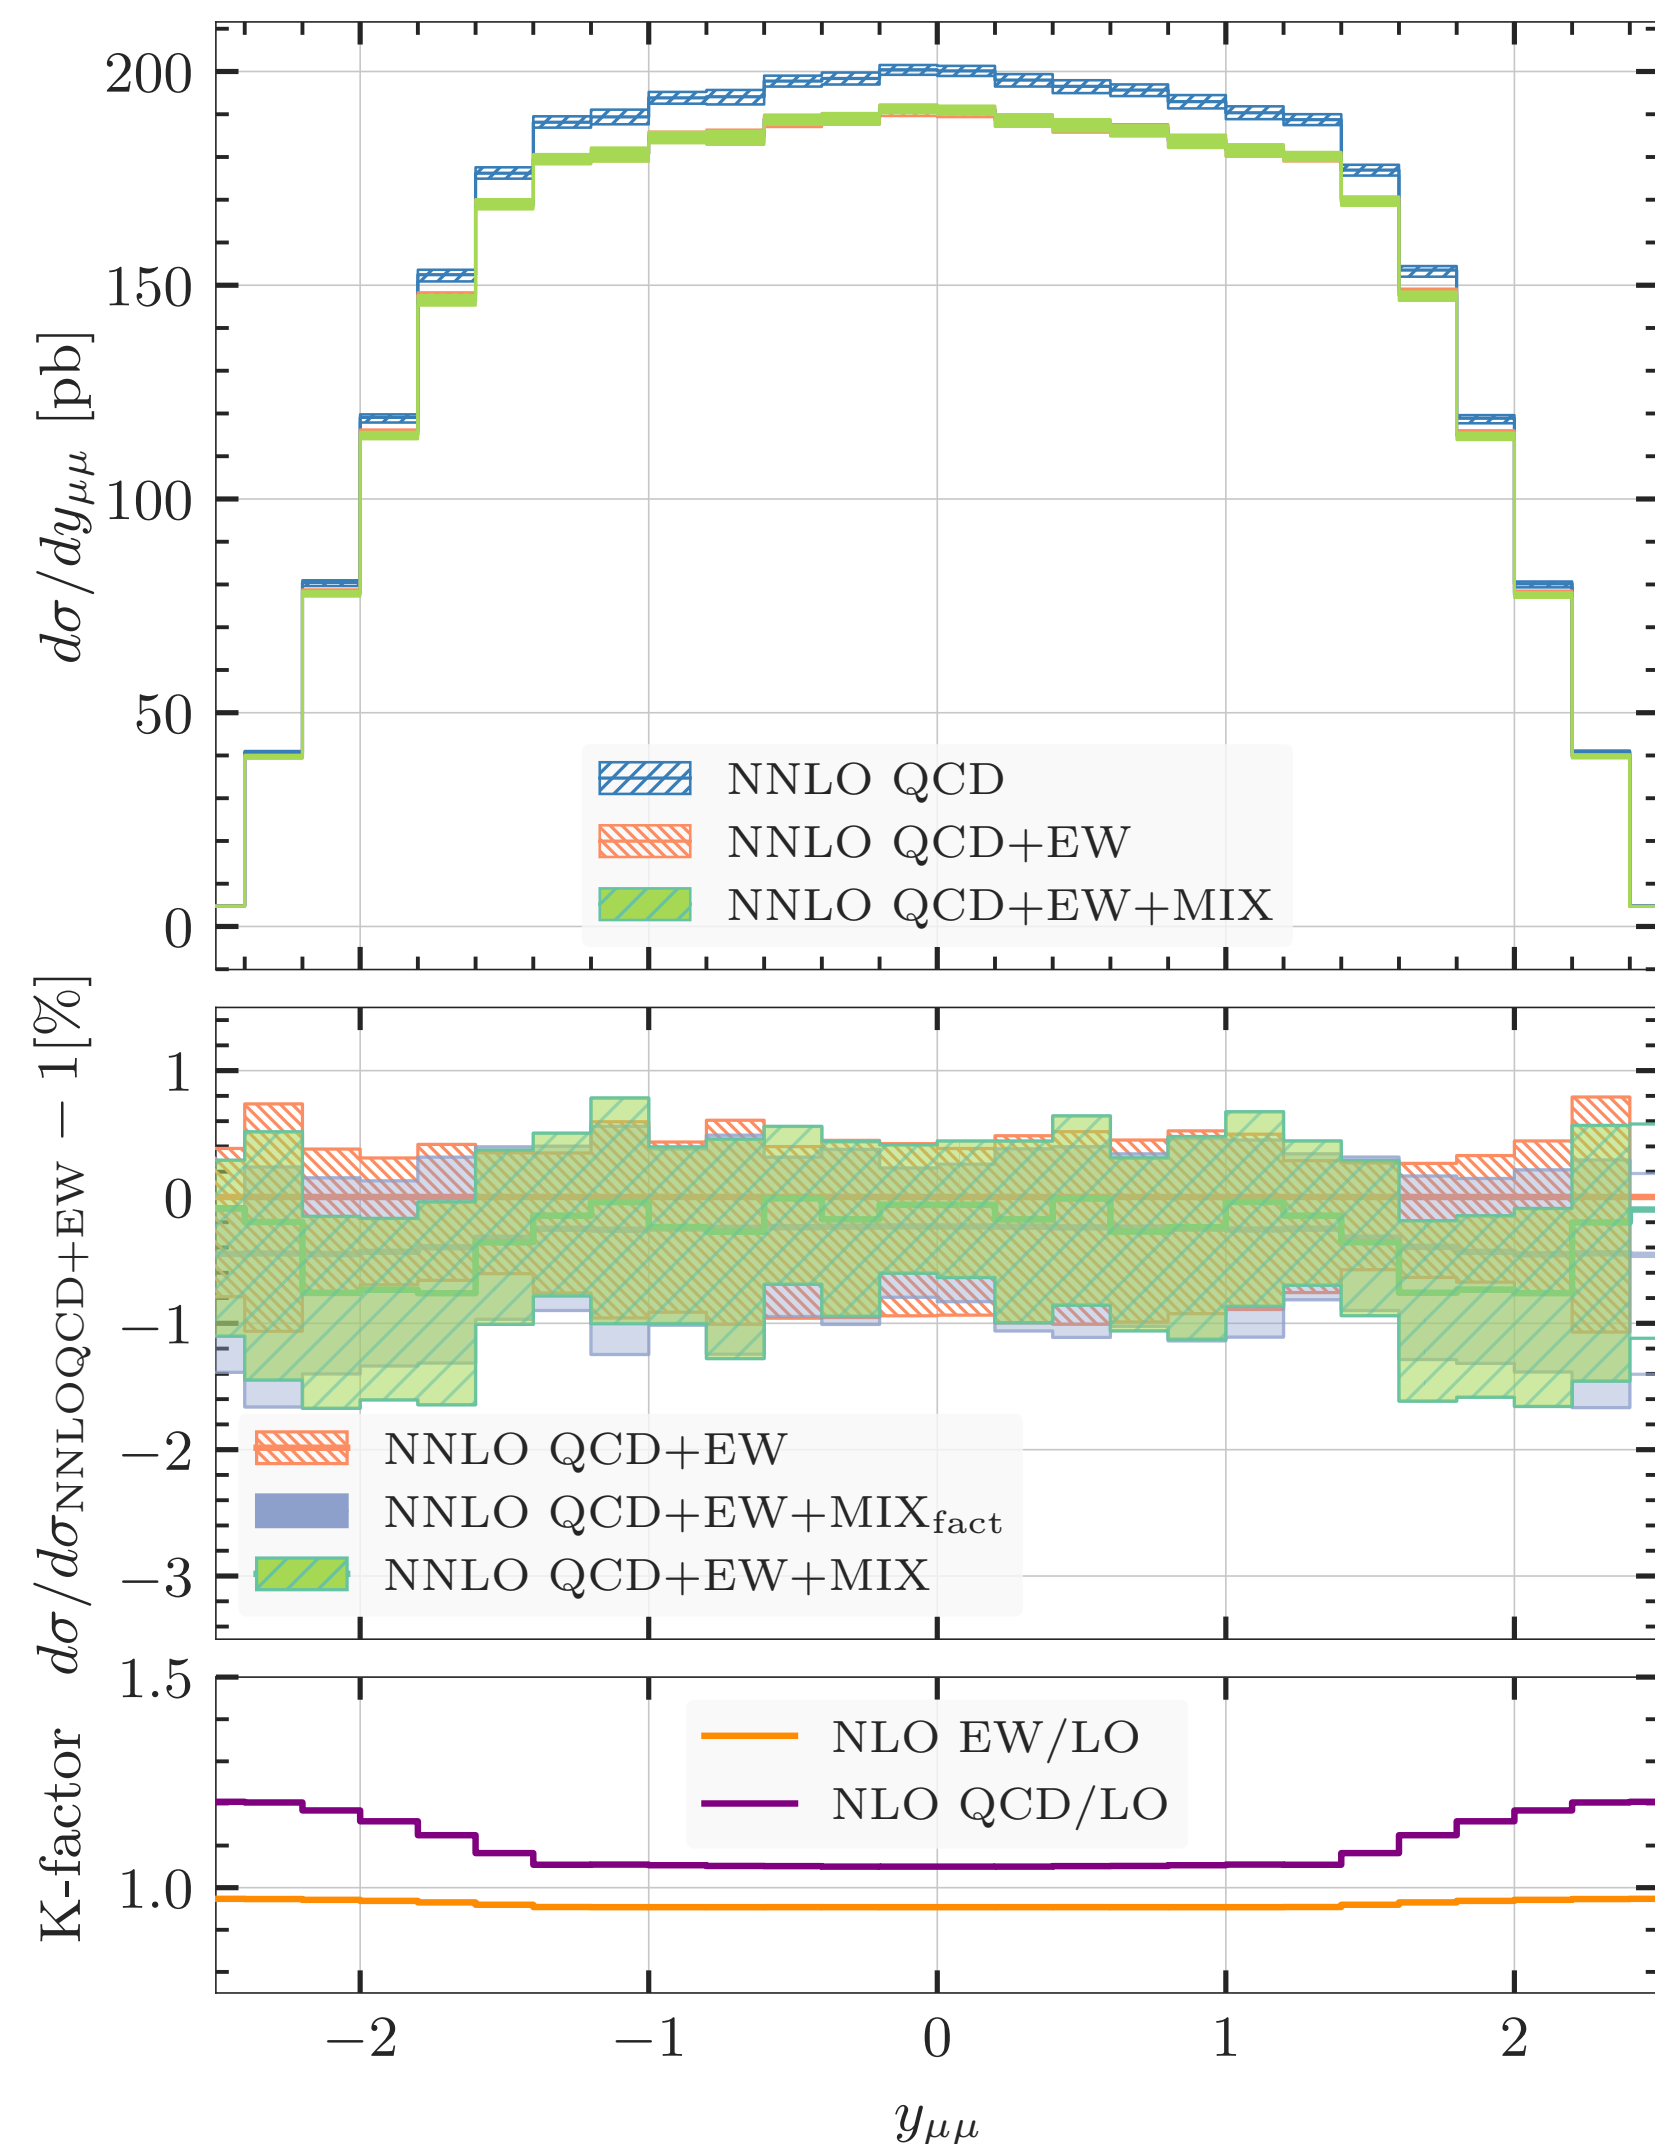 200
150
100
50
0
dσ/dy_μμ [pb]
NNLO QCD
NNLO QCD+EW
NNLO QCD+EW+MIX
1
0
−1
−2
−3
dσ/dσ_NNLOQCD+EW − 1[%]
NNLO QCD+EW
NNLO QCD+EW+MIX_fact
NNLO QCD+EW+MIX
1.5
1.0
K-factor
NLO EW/LO
NLO QCD/LO
−2 −1 0 1 2
y_μμ